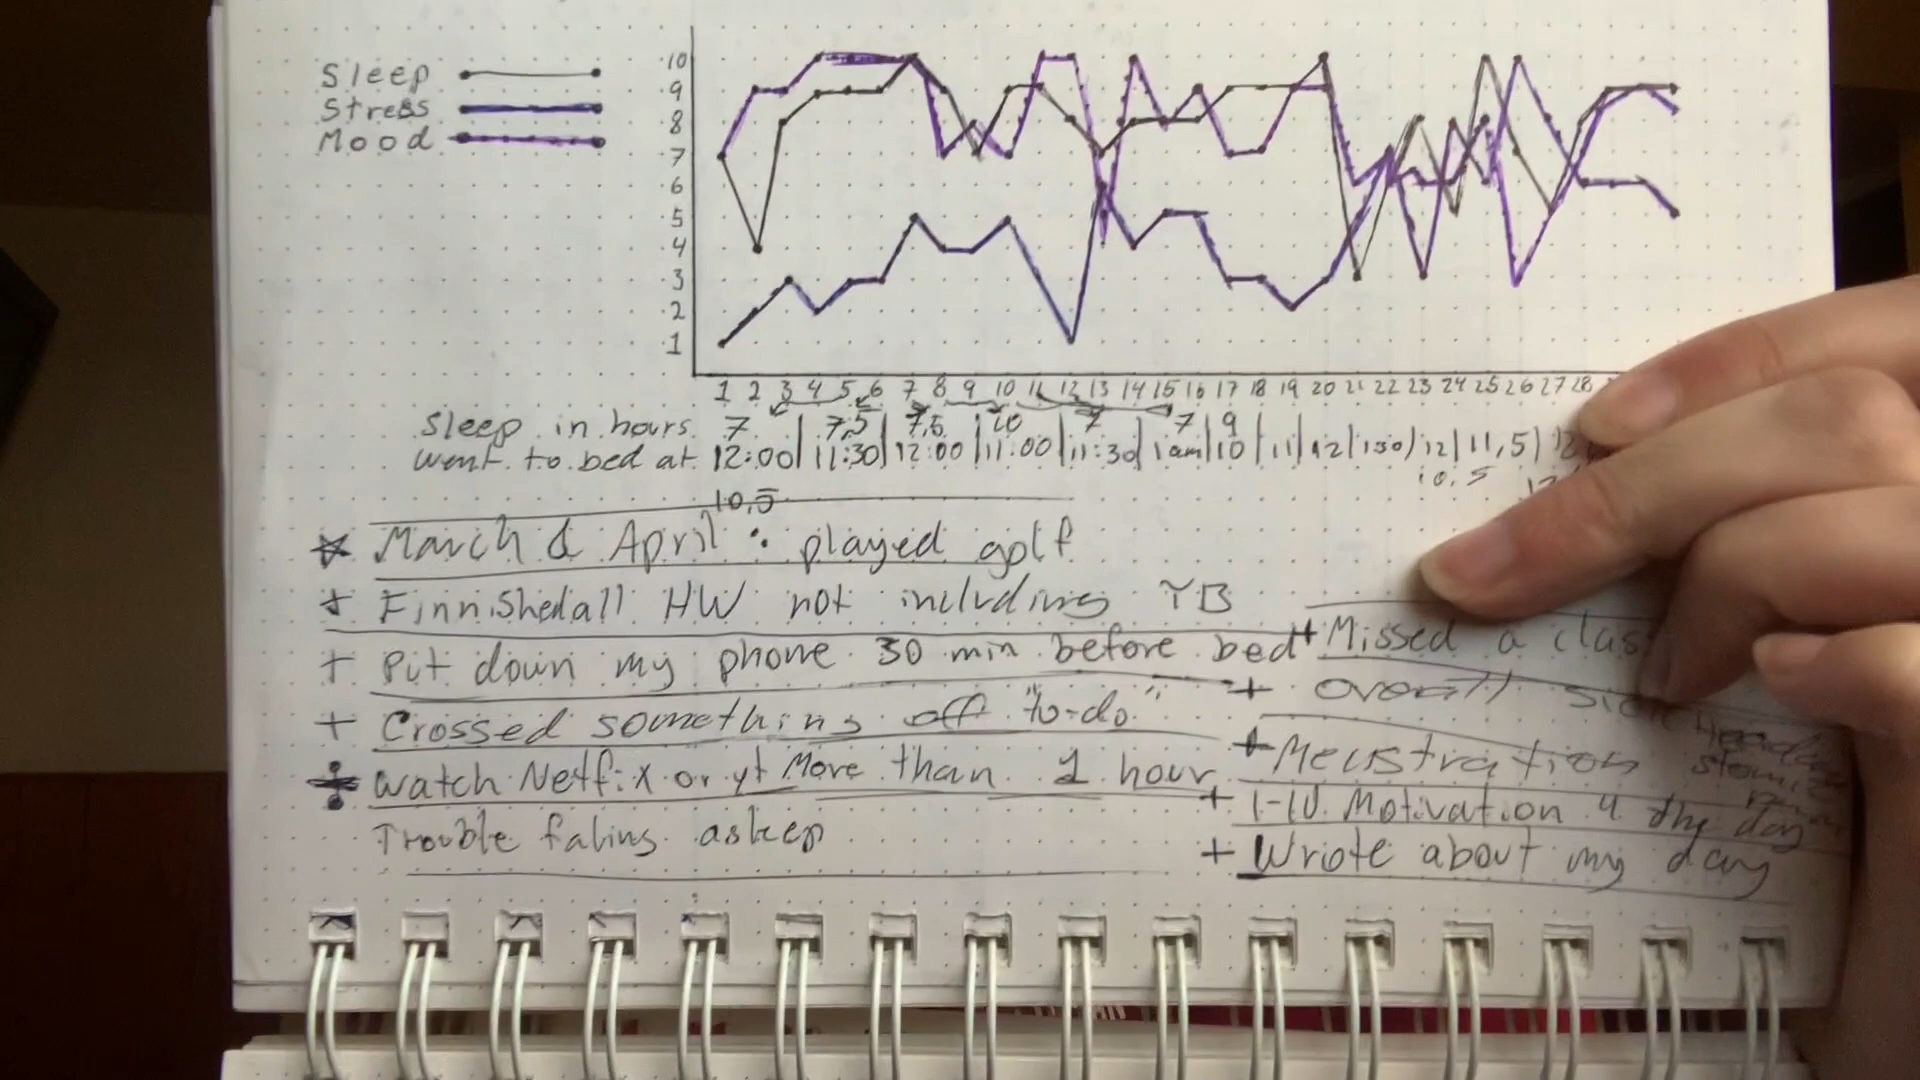 Sleep
Stress
Mood
10
9
8
7
6
5
4
3
2
1
1 2 3 4 5 6 7 8 9 10 11 12 13 14 15 16 17 18 19 20 21 22 23 24 25 26 27 28
Sleep in hours 7 7,5 7,5 10 7 7 9
went to bed at 12:00 | 11:30 | 12:00 | 11:00 | 11:30 | 1am | 10 | 11 | 12 | 130 | 12 | 11,5 |
10,5
10,5
March & April : played golf
+ Finnished all HW not including YB
+ Put down my phone 30 min before bed
+ Crossed something off "to-do"
Watch Netflix or yt More than 1 hour
Trouble faling asleep
+ Missed a clas
+ overall
+ Menstration
+ 1-10 Motivation 4 the day
+ Wrote about my day